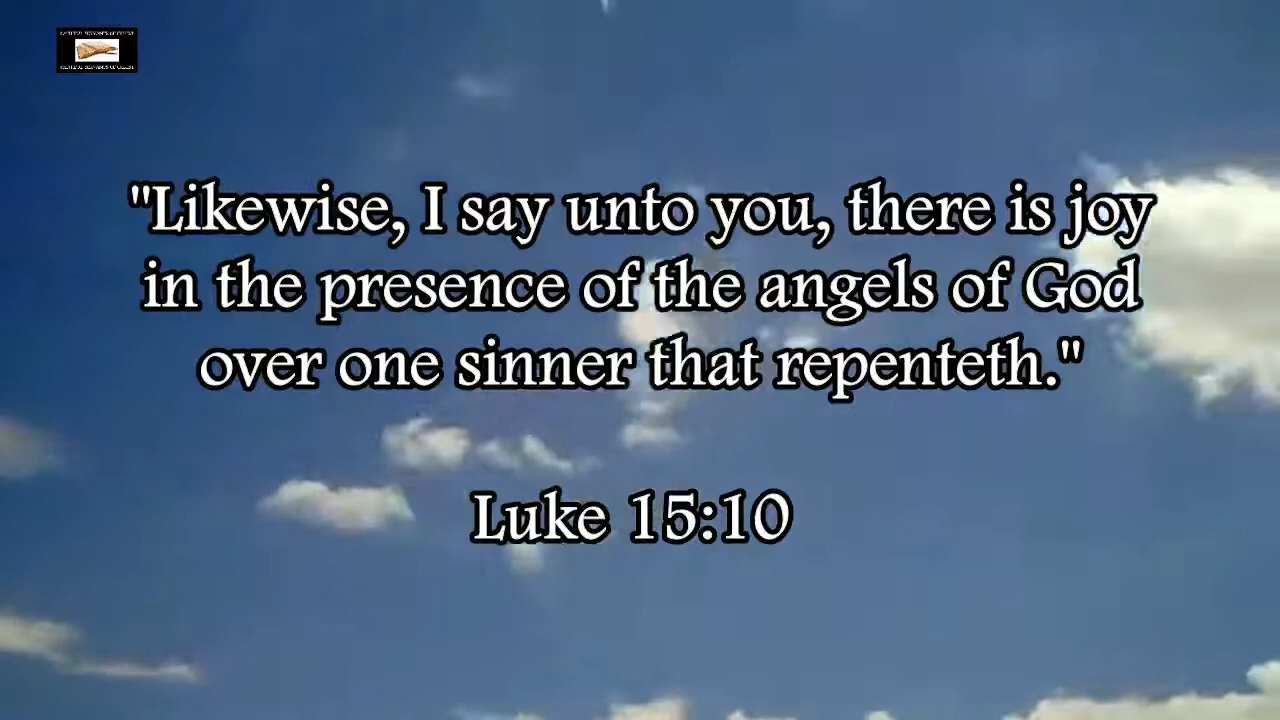 "Likewise, I say unto you, there is joy
in the presence of the angels of God
over one sinner that repenteth."
Luke 15:10